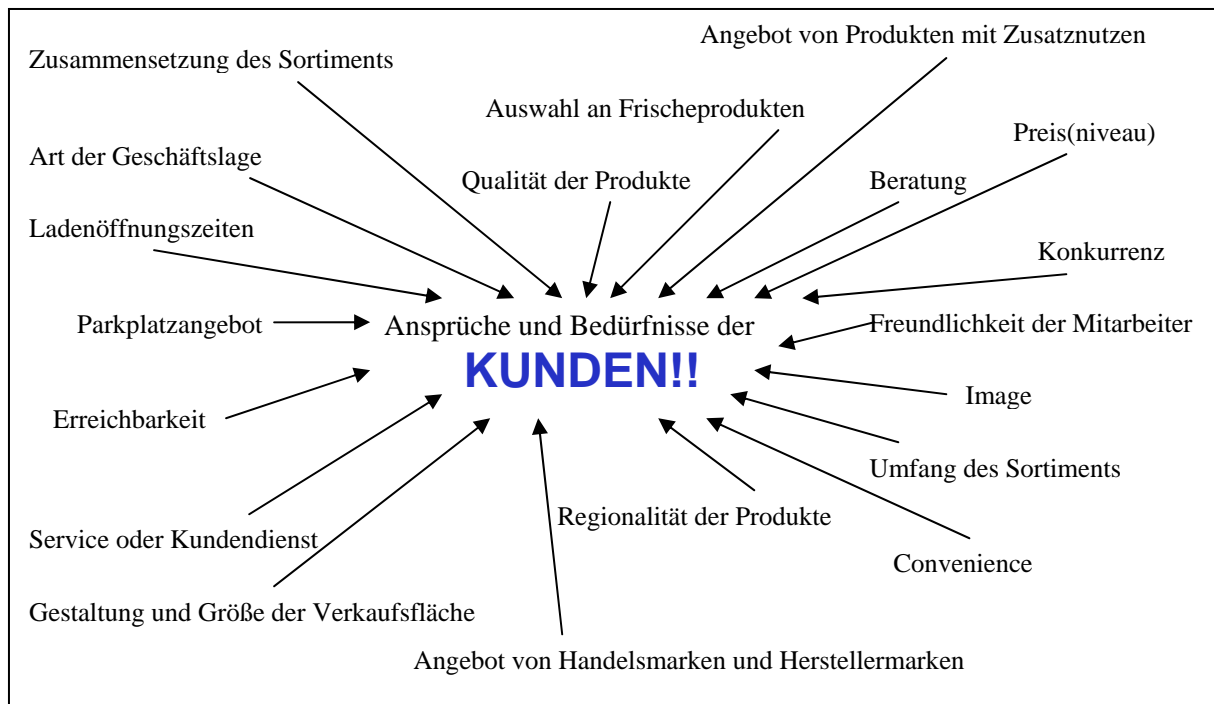 Angebot von Produkten mit Zusatznutzen
Zusammensetzung des Sortiments
Auswahl an Frischeprodukten
Preis(niveau)
Art der Geschäftslage
Qualität der Produkte
Beratung
Ladenöffnungszeiten
Konkurrenz
Parkplatzangebot
Ansprüche und Bedürfnisse der
Freundlichkeit der Mitarbeiter
KUNDEN!!
Image
Erreichbarkeit
Umfang des Sortiments
Regionalität der Produkte
Service oder Kundendienst
Convenience
Gestaltung und Größe der Verkaufsfläche
Angebot von Handelsmarken und Herstellermarken